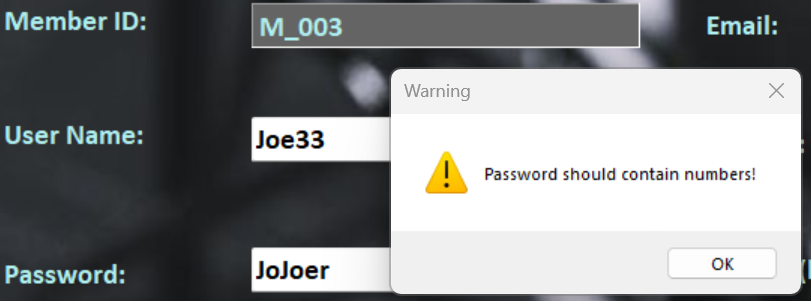 Member ID:
M_003
Email:
Warning
User Name:
Joe33
Password should contain numbers!
OK
Password:
JoJoer